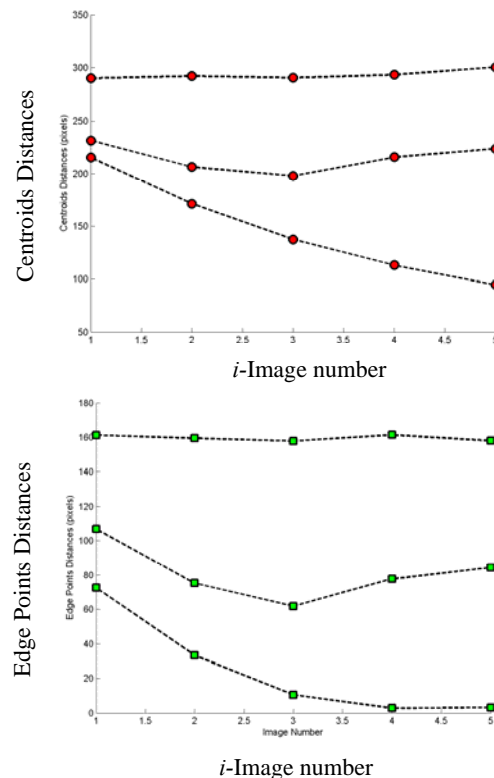 350
300
250
200
150
100
50
Centroids Distances
Centroids Distances (pixels)
1 1.5 2 2.5 3 3.5 4 4.5 5
i-Image number
180
160
140
120
100
80
60
40
20
0
Edge Points Distances
Edge Points Distances (pixels)
1 1.5 2 2.5 3 3.5 4 4.5 5
Image Number
i-Image number